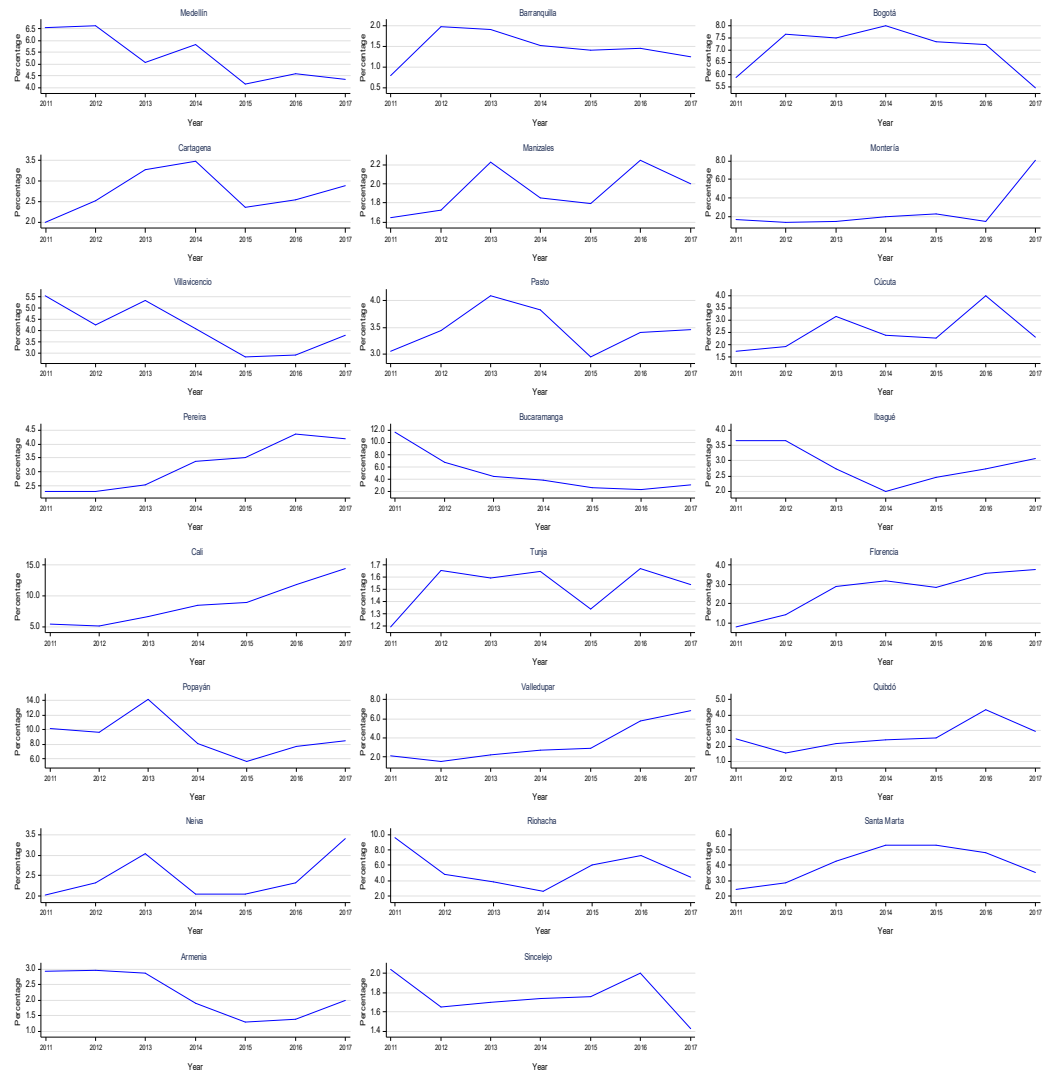 Medellín
Percentage
6.5
6.0
5.5
5.0
4.5
4.0
2011 2012 2013 2014 2015 2016 2017
Year
Barranquilla
Percentage
2.0
1.5
1.0
0.5
2011 2012 2013 2014 2015 2016 2017
Year
Bogotá
Percentage
8.0
7.5
7.0
6.5
6.0
5.5
2011 2012 2013 2014 2015 2016 2017
Year
Cartagena
Percentage
3.5
3.0
2.5
2.0
2011 2012 2013 2014 2015 2016 2017
Year
Manizales
Percentage
2.2
2.0
1.8
1.6
2011 2012 2013 2014 2015 2016 2017
Year
Montería
Percentage
8.0
6.0
4.0
2.0
2011 2012 2013 2014 2015 2016 2017
Year
Villavicencio
Percentage
5.5
5.0
4.5
4.0
3.5
3.0
2011 2012 2013 2014 2015 2016 2017
Year
Pasto
Percentage
4.0
3.5
3.0
2011 2012 2013 2014 2015 2016 2017
Year
Cúcuta
Percentage
4.0
3.5
3.0
2.5
2.0
1.5
2011 2012 2013 2014 2015 2016 2017
Year
Pereira
Percentage
4.5
4.0
3.5
3.0
2.5
2011 2012 2013 2014 2015 2016 2017
Year
Bucaramanga
Percentage
12.0
10.0
8.0
6.0
4.0
2.0
2011 2012 2013 2014 2015 2016 2017
Year
Ibagué
Percentage
4.0
3.5
3.0
2.5
2.0
2011 2012 2013 2014 2015 2016 2017
Year
Cali
Percentage
15.0
10.0
5.0
2011 2012 2013 2014 2015 2016 2017
Year
Tunja
Percentage
1.7
1.6
1.5
1.4
1.3
1.2
2011 2012 2013 2014 2015 2016 2017
Year
Florencia
Percentage
4.0
3.0
2.0
1.0
2011 2012 2013 2014 2015 2016 2017
Year
Popayán
Percentage
14.0
12.0
10.0
8.0
6.0
2011 2012 2013 2014 2015 2016 2017
Year
Valledupar
Percentage
8.0
6.0
4.0
2.0
2011 2012 2013 2014 2015 2016 2017
Year
Quibdó
Percentage
5.0
4.0
3.0
2.0
1.0
2011 2012 2013 2014 2015 2016 2017
Year
Neiva
Percentage
3.5
3.0
2.5
2.0
2011 2012 2013 2014 2015 2016 2017
Year
Riohacha
Percentage
10.0
8.0
6.0
4.0
2.0
2011 2012 2013 2014 2015 2016 2017
Year
Santa Marta
Percentage
6.0
5.0
4.0
3.0
2.0
2011 2012 2013 2014 2015 2016 2017
Year
Armenia
Percentage
3.0
2.5
2.0
1.5
1.0
2011 2012 2013 2014 2015 2016 2017
Year
Sincelejo
Percentage
2.0
1.8
1.6
1.4
2011 2012 2013 2014 2015 2016 2017
Year